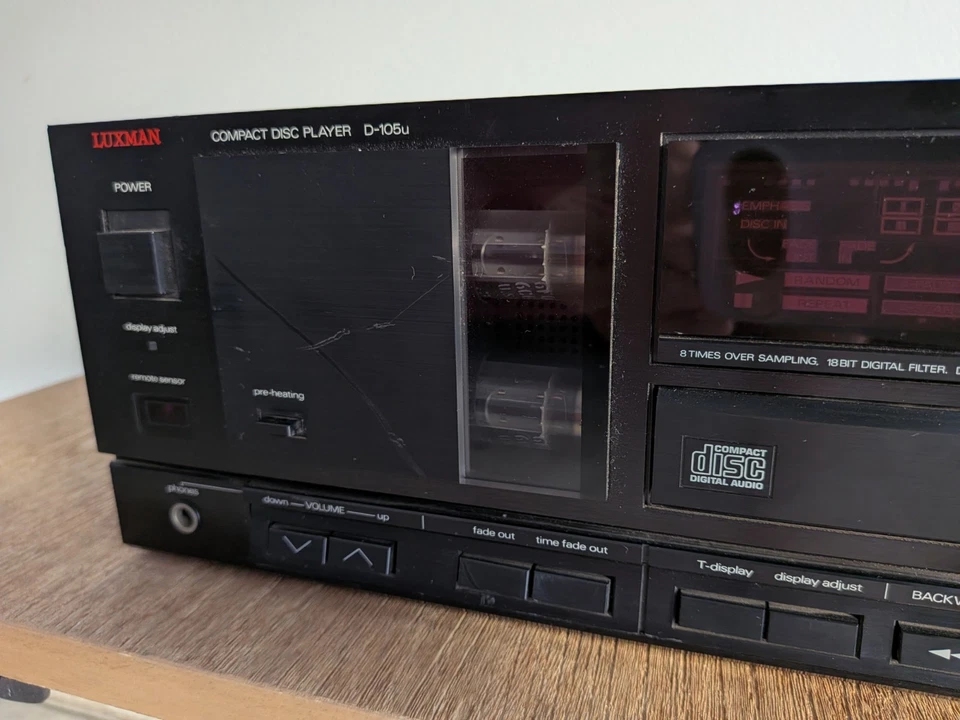 LUXMAN
COMPACT DISC PLAYER D-105u
POWER
display adjust
remote sensor
pre-heating
EMPH
DISC IN
RANDOM
REPEAT
8 TIMES OVER SAMPLING. 18 BIT DIGITAL FILTER. D
COMPACT
disc
DIGITAL AUDIO
phones
down VOLUME up
fade out time fade out
T-display display adjust
BACKW